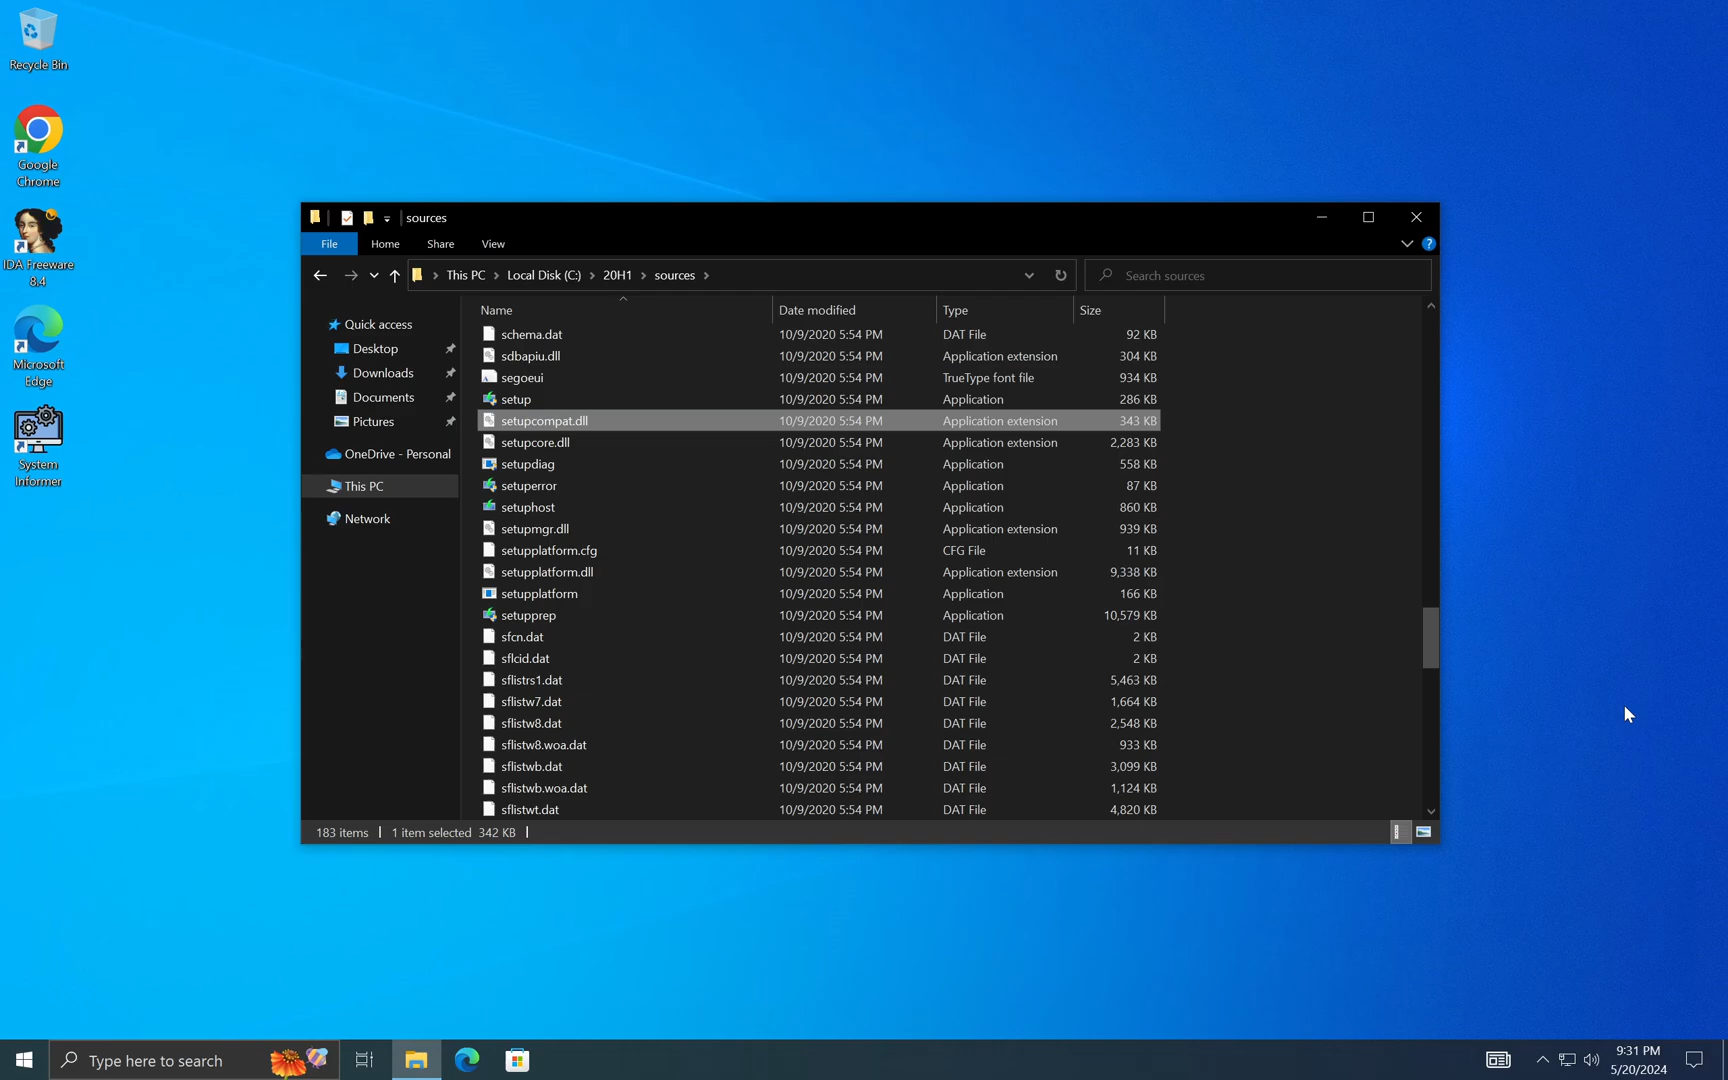 Recycle Bin
Google
Chrome
IDA Freeware
8.4
Microsoft
Edge
System
Informer
sources
File Home Share View
This PC Local Disk (C:) 20H1 sources
Search sources
Quick access
Desktop
Downloads
Documents
Pictures
OneDrive - Personal
This PC
Network
Name Date modified Type Size
schema.dat 10/9/2020 5:54 PM DAT File 92 KB
sdbapiu.dll 10/9/2020 5:54 PM Application extension 304 KB
segoeui 10/9/2020 5:54 PM TrueType font file 934 KB
setup 10/9/2020 5:54 PM Application 286 KB
setupcompat.dll 10/9/2020 5:54 PM Application extension 343 KB
setupcore.dll 10/9/2020 5:54 PM Application extension 2,283 KB
setupdiag 10/9/2020 5:54 PM Application 558 KB
setuperror 10/9/2020 5:54 PM Application 87 KB
setuphost 10/9/2020 5:54 PM Application 860 KB
setupmgr.dll 10/9/2020 5:54 PM Application extension 939 KB
setupplatform.cfg 10/9/2020 5:54 PM CFG File 11 KB
setupplatform.dll 10/9/2020 5:54 PM Application extension 9,338 KB
setupplatform 10/9/2020 5:54 PM Application 166 KB
setupprep 10/9/2020 5:54 PM Application 10,579 KB
sfcn.dat 10/9/2020 5:54 PM DAT File 2 KB
sflcid.dat 10/9/2020 5:54 PM DAT File 2 KB
sflistrs1.dat 10/9/2020 5:54 PM DAT File 5,463 KB
sflistw7.dat 10/9/2020 5:54 PM DAT File 1,664 KB
sflistw8.dat 10/9/2020 5:54 PM DAT File 2,548 KB
sflistw8.woa.dat 10/9/2020 5:54 PM DAT File 933 KB
sflistwb.dat 10/9/2020 5:54 PM DAT File 3,099 KB
sflistwb.woa.dat 10/9/2020 5:54 PM DAT File 1,124 KB
sflistwt.dat 10/9/2020 5:54 PM DAT File 4,820 KB
183 items 1 item selected 342 KB
Type here to search
9:31 PM
5/20/2024